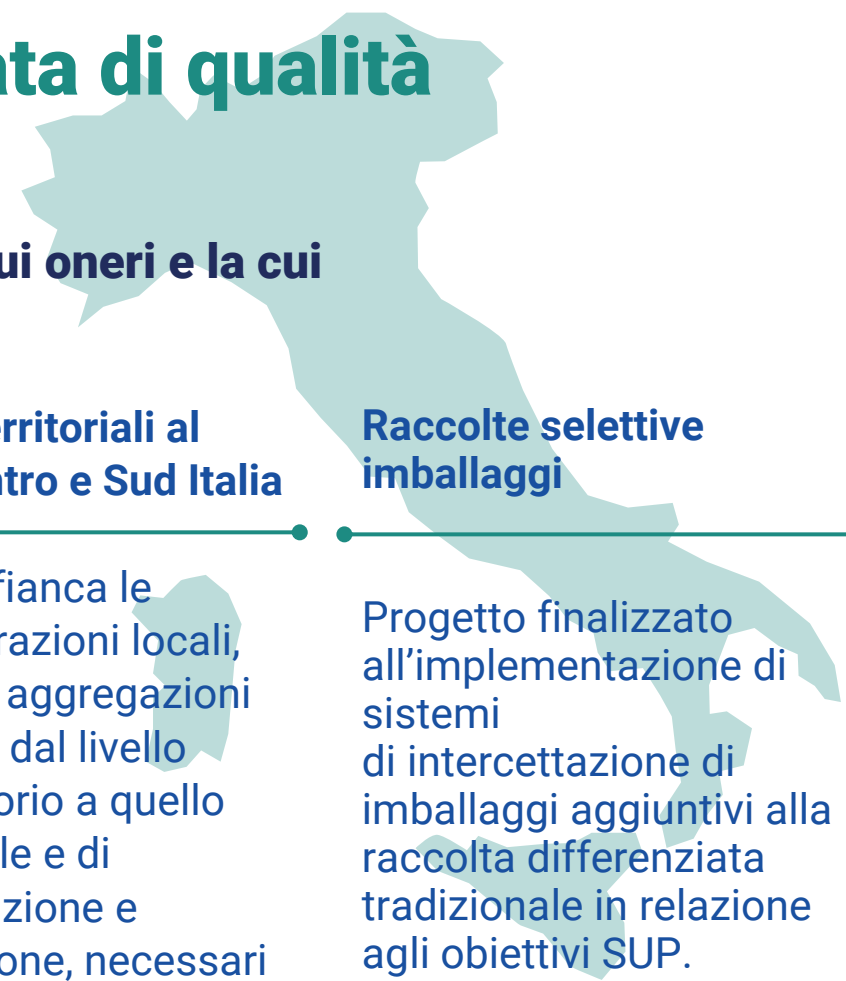 ata di qualità
ui oneri e la cui
erritoriali al
ntro e Sud Italia
fianca le
razioni locali,
aggregazioni
dal livello
orio a quello
le e di
zione e
one, necessari
Raccolte selettive
imballaggi
Progetto finalizzato
all’implementazione di
sistemi
di intercettazione di
imballaggi aggiuntivi alla
raccolta differenziata
tradizionale in relazione
agli obiettivi SUP.